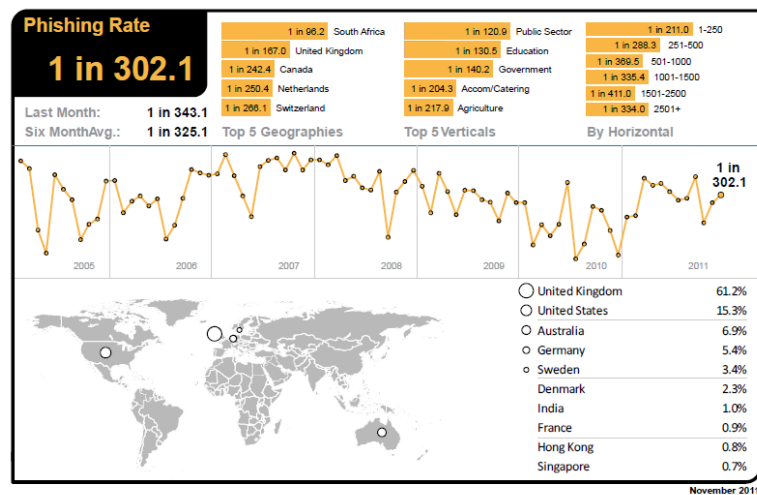 Phishing Rate
1 in 302.1
Last Month: 1 in 343.1
Six MonthAvg.: 1 in 325.1
1 in 96.2 South Africa
1 in 167.0 United Kingdom
1 in 242.4 Canada
1 in 250.4 Netherlands
1 in 266.1 Switzerland
Top 5 Geographies
1 in 120.9 Public Sector
1 in 130.5 Education
1 in 140.2 Government
1 in 204.3 Accom/Catering
1 in 217.9 Agriculture
Top 5 Verticals
1 in 211.0 1-250
1 in 288.3 251-500
1 in 369.5 501-1000
1 in 335.4 1001-1500
1 in 411.0 1501-2500
1 in 334.0 2501+
By Horizontal
1 in
302.1
2005 2006 2007 2008 2009 2010 2011
United Kingdom 61.2%
United States 15.3%
Australia 6.9%
Germany 5.4%
Sweden 3.4%
Denmark 2.3%
India 1.0%
France 0.9%
Hong Kong 0.8%
Singapore 0.7%
November 2011